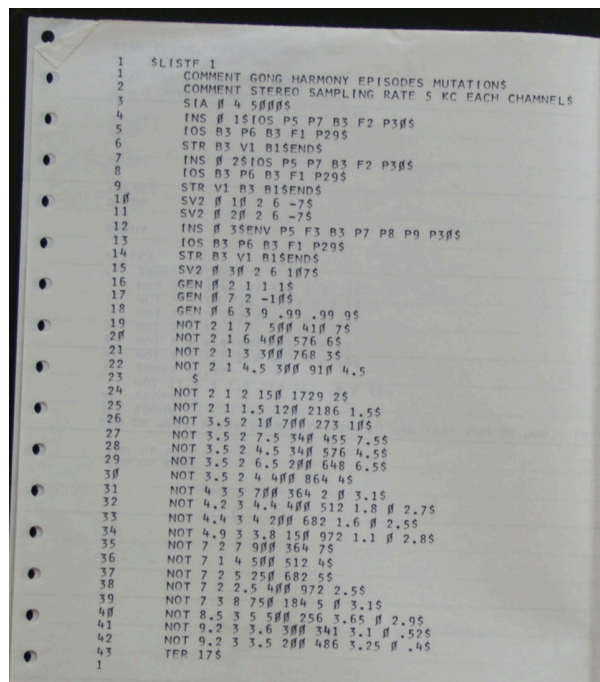 1 $LISTF 1
1 COMMENT GONG HARMONY EPISODES MUTATION$
2 COMMENT STEREO SAMPLING RATE 5 KC EACH CHAMNEL$
3 SIA Ø 4 5ØØØ$
4 INS Ø 1$IOS P5 P7 B3 F2 P3Ø$
5 IOS B3 P6 B3 F1 P29$
6 STR B3 V1 B1$END$
7 INS Ø 2$IOS P5 P7 B3 F2 P3Ø$
8 IOS B3 P6 B3 F1 P29$
9 STR V1 B3 B1$END$
1Ø SV2 Ø 1Ø 2 6 -7$
11 SV2 Ø 2Ø 2 6 -7$
12 INS Ø 3$ENV P5 F3 B3 P7 P8 P9 P3Ø$
13 IOS B3 P6 B3 F1 P29$
14 STR B3 V1 B1$END$
15 SV2 Ø 3Ø 2 6 1Ø7$
16 GEN Ø 2 1 1 1$
17 GEN Ø 7 2 -1Ø$
18 GEN Ø 6 3 9 .99 .99 9$
19 NOT 2 1 7 5ØØ 41Ø 7$
2Ø NOT 2 1 6 4ØØ 576 6$
21 NOT 2 1 3 3ØØ 768 3$
22 NOT 2 1 4.5 3ØØ 91Ø 4.5
23 $
24 NOT 2 1 2 15Ø 1729 2$
25 NOT 2 1 1.5 12Ø 2186 1.5$
26 NOT 3.5 2 1Ø 7ØØ 273 1Ø$
27 NOT 3.5 2 7.5 34Ø 455 7.5$
28 NOT 3.5 2 4.5 34Ø 576 4.5$
29 NOT 3.5 2 6.5 2ØØ 648 6.5$
3Ø NOT 3.5 2 4 4ØØ 864 4$
31 NOT 4 3 5 7ØØ 364 2 Ø 3.1$
32 NOT 4.2 3 4.4 4ØØ 512 1.8 Ø 2.7$
33 NOT 4.4 3 4 2ØØ 682 1.6 Ø 2.5$
34 NOT 4.9 3 3.8 15Ø 972 1.1 Ø 2.8$
35 NOT 7 2 7 9ØØ 364 7$
36 NOT 7 1 4 5ØØ 512 4$
37 NOT 7 2 5 25Ø 682 5$
38 NOT 7 2 2.5 4ØØ 972 2.5$
39 NOT 7 3 8 75Ø 184 5 Ø 3.1$
4Ø NOT 8.5 3 5 5ØØ 256 3.65 Ø 2.9$
41 NOT 9.2 3 3.6 3ØØ 341 3.1 Ø .52$
42 NOT 9.2 3 3.5 2ØØ 486 3.25 Ø .4$
43 TER 17$
1